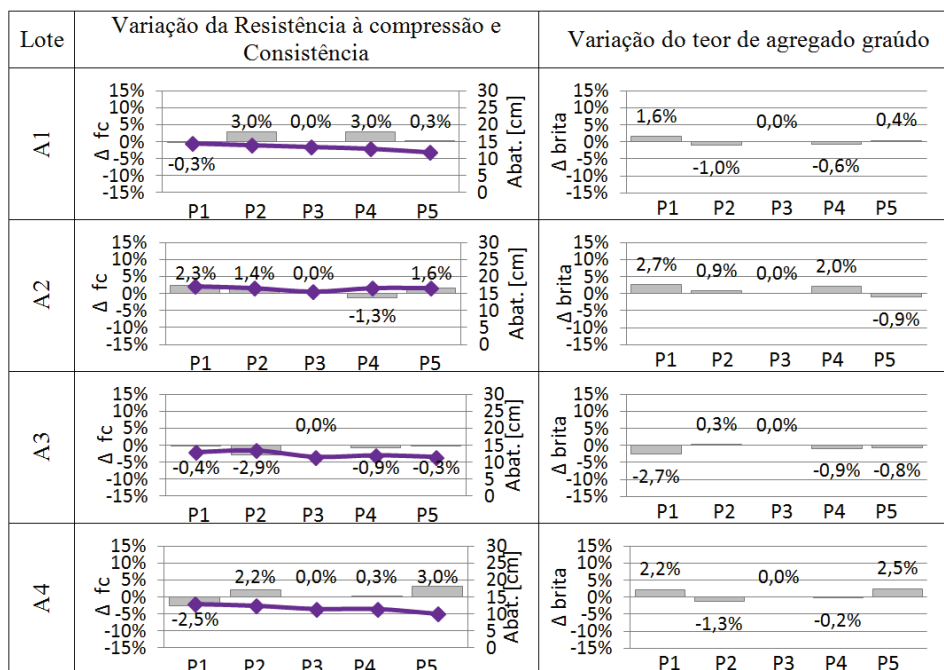 Lote
Variação da Resistência à compressão e
Consistência
Variação do teor de agregado graúdo
A1
Δ fc
15%
10%
5%
0%
-5%
-10%
-15%
3,0% 0,0% 3,0% 0,3%
-0,3%
P1 P2 P3 P4 P5
30
25
20
15
10
5
0
Abat. [cm]
Δ brita
15%
10%
5%
0%
-5%
-10%
-15%
1,6% 0,0% 0,4%
-1,0% -0,6%
P1 P2 P3 P4 P5
A2
Δ fc
15%
10%
5%
0%
-5%
-10%
-15%
2,3% 1,4% 0,0% 1,6%
-1,3%
P1 P2 P3 P4 P5
30
25
20
15
10
5
0
Abat. [cm]
Δ brita
15%
10%
5%
0%
-5%
-10%
-15%
2,7% 0,9% 0,0% 2,0%
-0,9%
P1 P2 P3 P4 P5
A3
Δ fc
15%
10%
5%
0%
-5%
-10%
-15%
0,0%
-0,4% -2,9% -0,9% -0,3%
P1 P2 P3 P4 P5
30
25
20
15
10
5
0
Abat. [cm]
Δ brita
15%
10%
5%
0%
-5%
-10%
-15%
0,3% 0,0%
-2,7% -0,9% -0,8%
P1 P2 P3 P4 P5
A4
Δ fc
15%
10%
5%
0%
-5%
-10%
-15%
2,2% 0,0% 0,3% 3,0%
-2,5%
P1 P2 P3 P4 P5
30
25
20
15
10
5
0
Abat. [cm]
Δ brita
15%
10%
5%
0%
-5%
-10%
-15%
2,2% 0,0% 2,5%
-1,3% -0,2%
P1 P2 P3 P4 P5